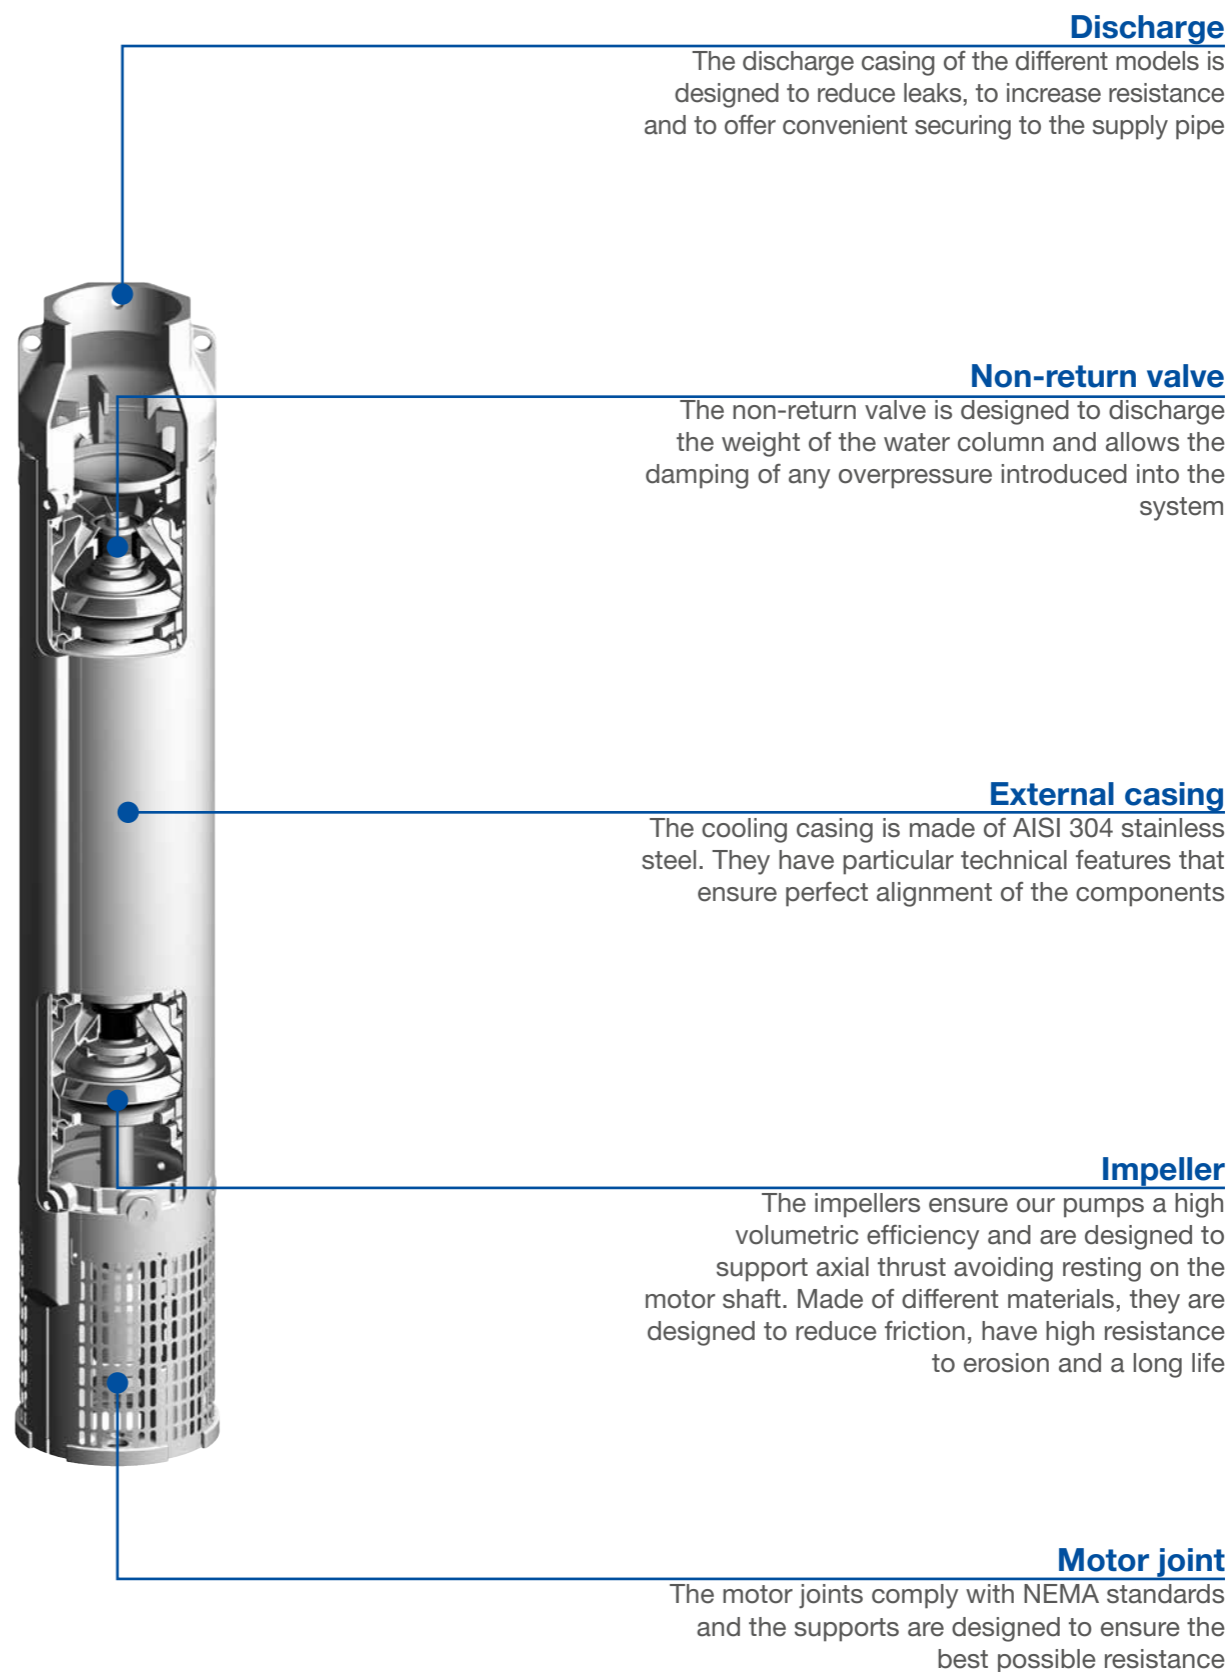 Discharge
The discharge casing of the different models is
designed to reduce leaks, to increase resistance
and to offer convenient securing to the supply pipe
Non-return valve
The non-return valve is designed to discharge
the weight of the water column and allows the
damping of any overpressure introduced into the
system
External casing
The cooling casing is made of AISI 304 stainless
steel. They have particular technical features that
ensure perfect alignment of the components
Impeller
The impellers ensure our pumps a high
volumetric efficiency and are designed to
support axial thrust avoiding resting on the
motor shaft. Made of different materials, they are
designed to reduce friction, have high resistance
to erosion and a long life
Motor joint
The motor joints comply with NEMA standards
and the supports are designed to ensure the
best possible resistance